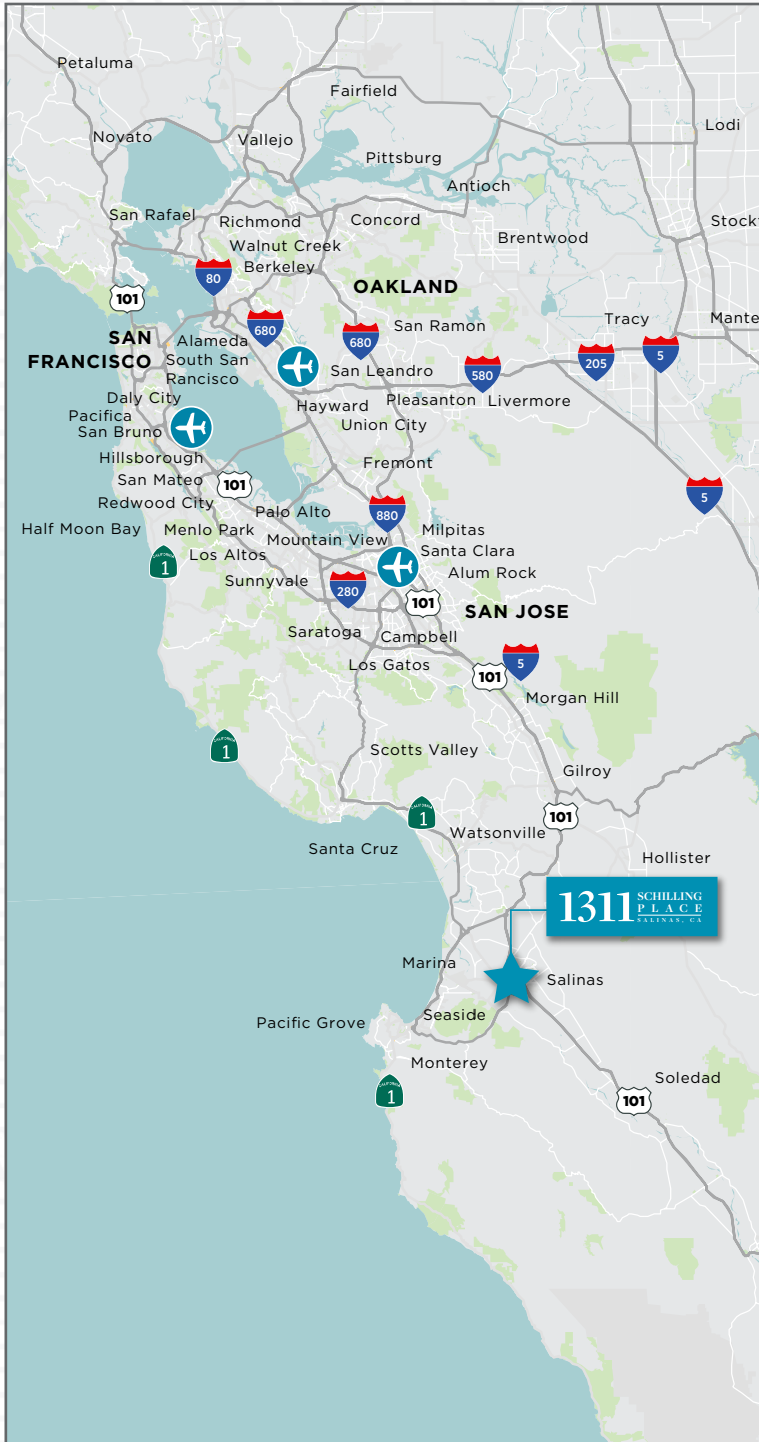 Petaluma
Fairfield
Lodi
Novato
Vallejo
Pittsburg
Antioch
San Rafael
Richmond
Concord
Stockt
Walnut Creek
Brentwood
Berkeley
80
OAKLAND
101
Tracy
Mante
SAN
FRANCISCO
680
Alameda
680
San Ramon
205
5
South San
Rancisco
San Leandro
580
Daly City
Hayward
Pleasanton
Livermore
Pacifica
San Bruno
Union City
Hillsborough
Fremont
San Mateo
101
5
Redwood City
Palo Alto
880
Half Moon Bay
Menlo Park
Mountain View
Milpitas
Los Altos
Santa Clara
CALIFORNIA
1
Sunnyvale
Alum Rock
280
101
SAN JOSE
Saratoga
Campbell
Los Gatos
5
101
Morgan Hill
CALIFORNIA
1
Scotts Valley
Gilroy
CALIFORNIA
1
101
Watsonville
Santa Cruz
Hollister
1311 SCHILLING
PLACE
SALINAS, CA
Marina
Salinas
Seaside
Pacific Grove
Monterey
Soledad
CALIFORNIA
1
101